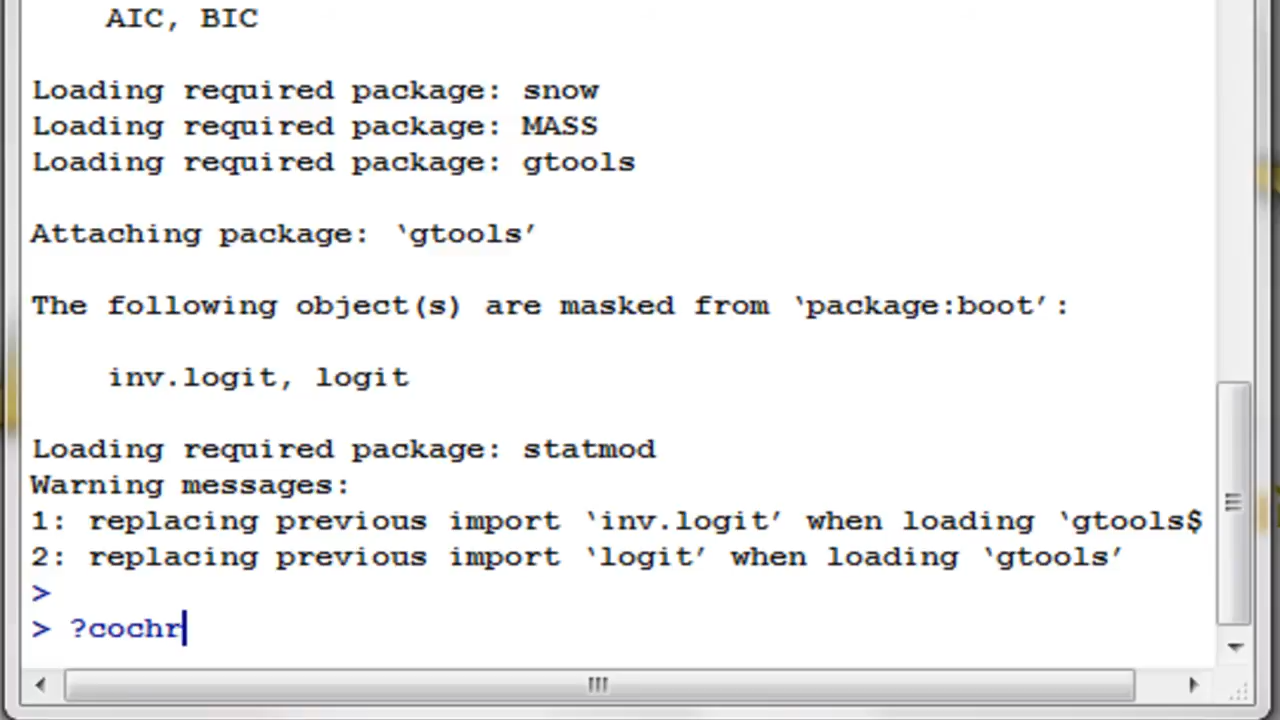 AIC, BIC
Loading required package: snow
Loading required package: MASS
Loading required package: gtools
Attaching package: ‘gtools’
The following object(s) are masked from ‘package:boot’:
inv.logit, logit
Loading required package: statmod
Warning messages:
1: replacing previous import ‘inv.logit’ when loading ‘gtools$
2: replacing previous import ‘logit’ when loading ‘gtools’
>
> ?cochr